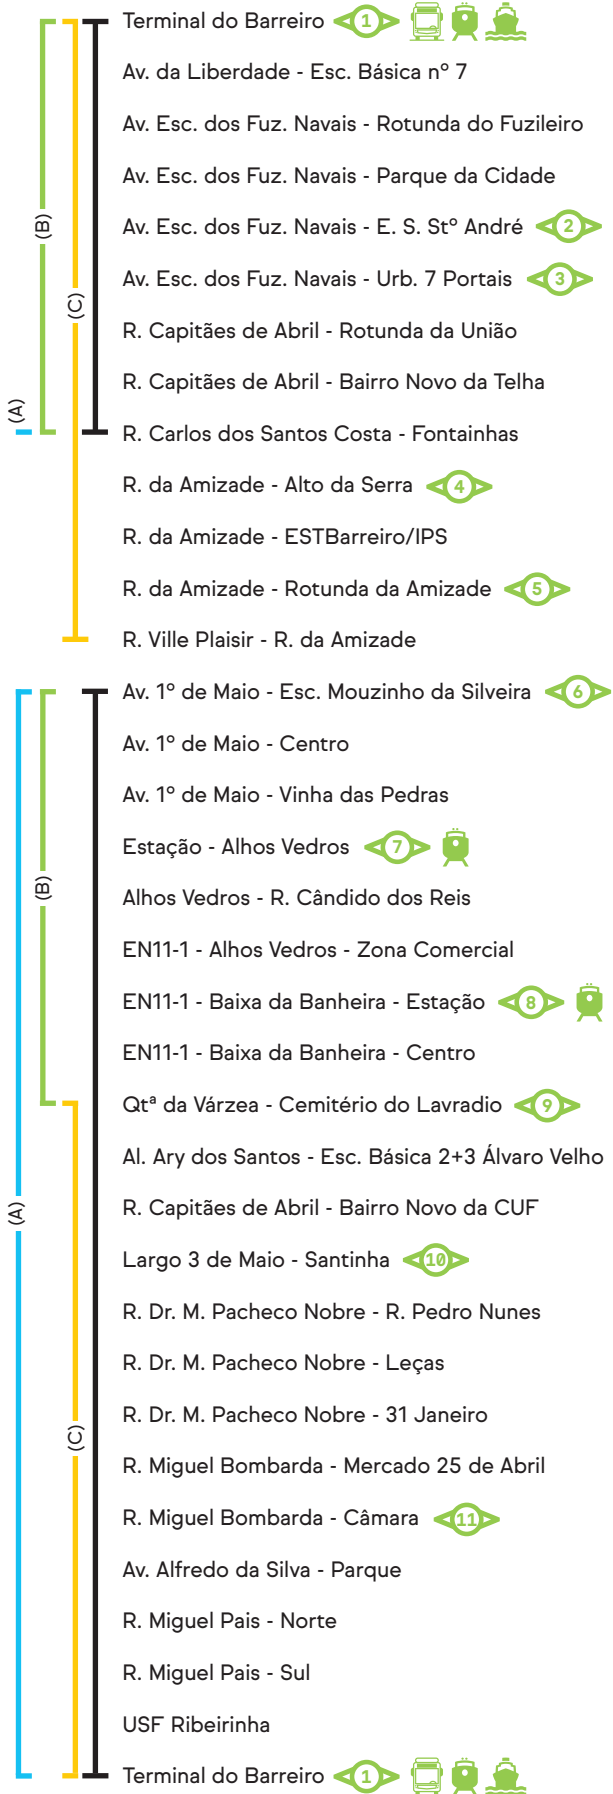 Terminal do Barreiro 1
Av. da Liberdade - Esc. Básica nº 7
Av. Esc. dos Fuz. Navais - Rotunda do Fuzileiro
Av. Esc. dos Fuz. Navais - Parque da Cidade
(B)
Av. Esc. dos Fuz. Navais - E. S. Stº André 2
Av. Esc. dos Fuz. Navais - Urb. 7 Portais 3
(C)
R. Capitães de Abril - Rotunda da União
R. Capitães de Abril - Bairro Novo da Telha
(A)
R. Carlos dos Santos Costa - Fontainhas
R. da Amizade - Alto da Serra 4
R. da Amizade - ESTBarreiro/IPS
R. da Amizade - Rotunda da Amizade 5
R. Ville Plaisir - R. da Amizade
Av. 1º de Maio - Esc. Mouzinho da Silveira 6
Av. 1º de Maio - Centro
Av. 1º de Maio - Vinha das Pedras
Estação - Alhos Vedros 7
(B)
Alhos Vedros - R. Cândido dos Reis
EN11-1 - Alhos Vedros - Zona Comercial
EN11-1 - Baixa da Banheira - Estação 8
EN11-1 - Baixa da Banheira - Centro
Qtª da Várzea - Cemitério do Lavradio 9
Al. Ary dos Santos - Esc. Básica 2+3 Álvaro Velho
(A)
R. Capitães de Abril - Bairro Novo da CUF
Largo 3 de Maio - Santinha 10
R. Dr. M. Pacheco Nobre - R. Pedro Nunes
R. Dr. M. Pacheco Nobre - Leças
R. Dr. M. Pacheco Nobre - 31 Janeiro
(C)
R. Miguel Bombarda - Mercado 25 de Abril
R. Miguel Bombarda - Câmara 11
Av. Alfredo da Silva - Parque
R. Miguel Pais - Norte
R. Miguel Pais - Sul
USF Ribeirinha
Terminal do Barreiro 1